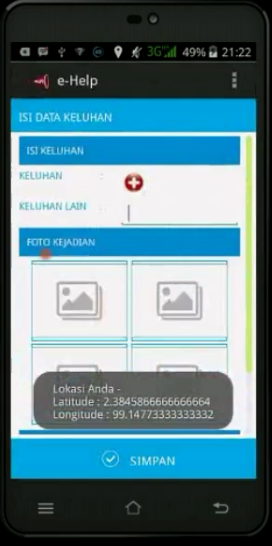 3G 49% 21:22
e-Help
ISI DATA KELUHAN
ISI KELUHAN
KELUHAN :
KELUHAN LAIN :
FOTO KEJADIAN
Lokasi Anda -
Latitude : 2.3845866666666664
Longitude : 99.14773333333332
SIMPAN